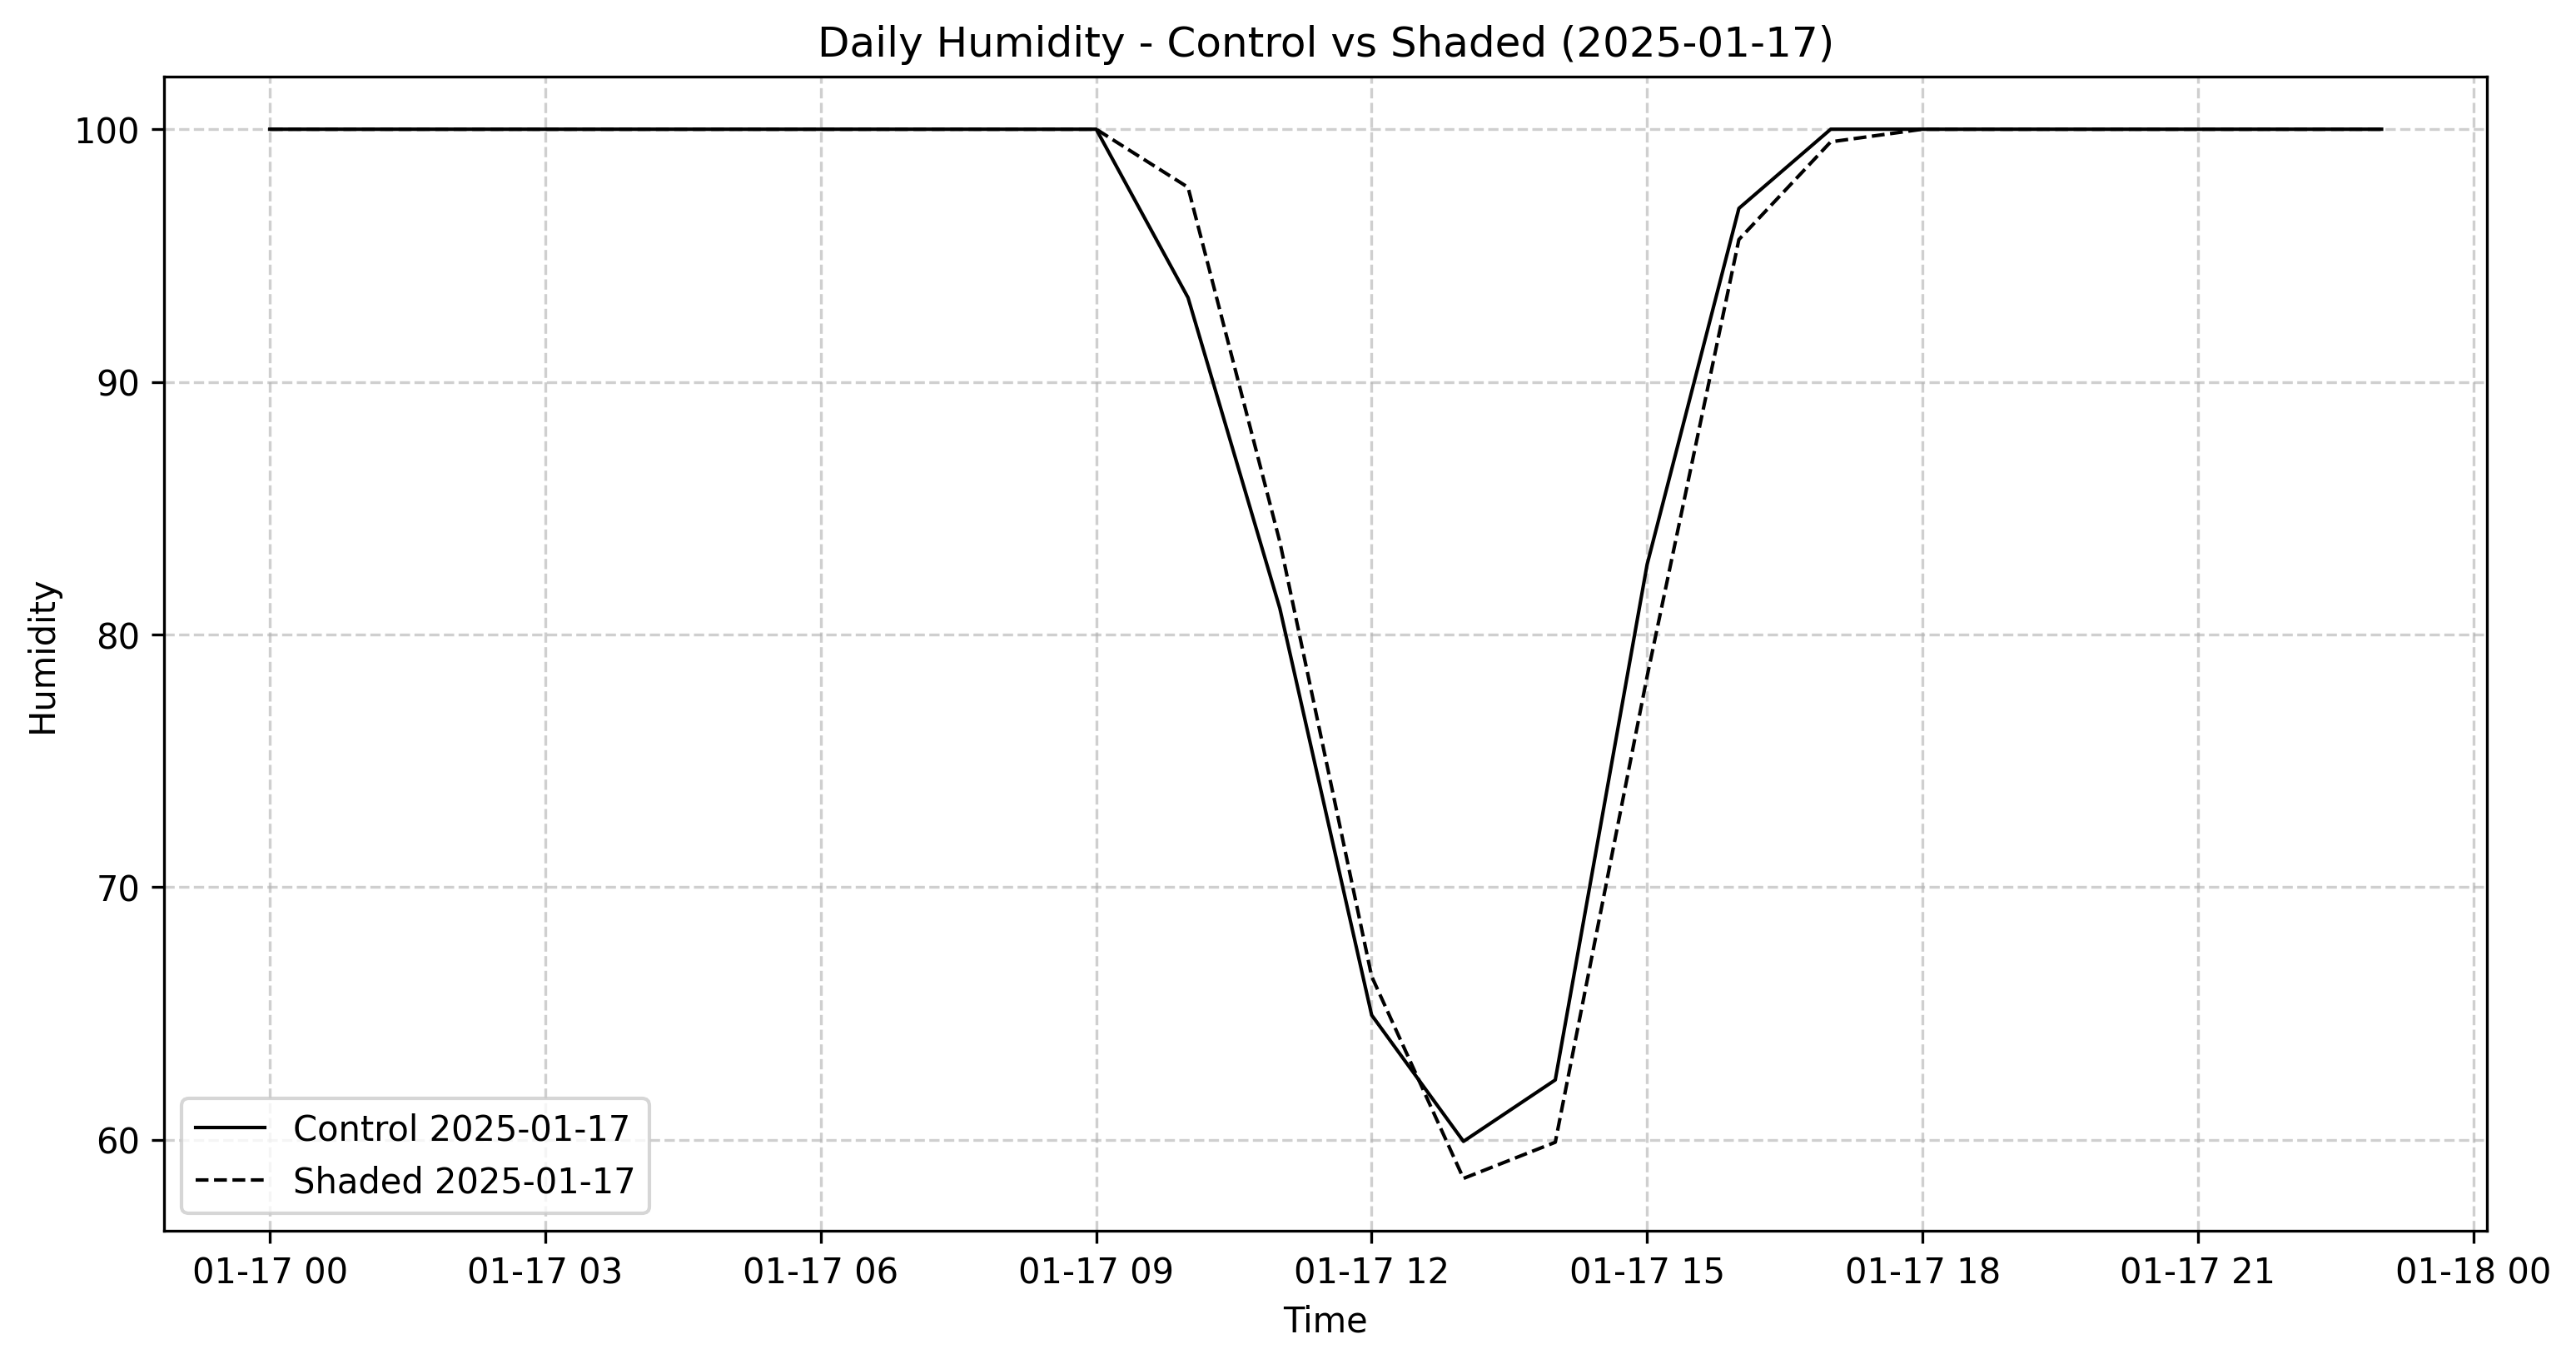 Daily Humidity - Control vs Shaded (2025-01-17)
100
90
80
70
60
Humidity
Control 2025-01-17
Shaded 2025-01-17
01-17 00 01-17 03 01-17 06 01-17 09 01-17 12 01-17 15 01-17 18 01-17 21 01-18 00
Time